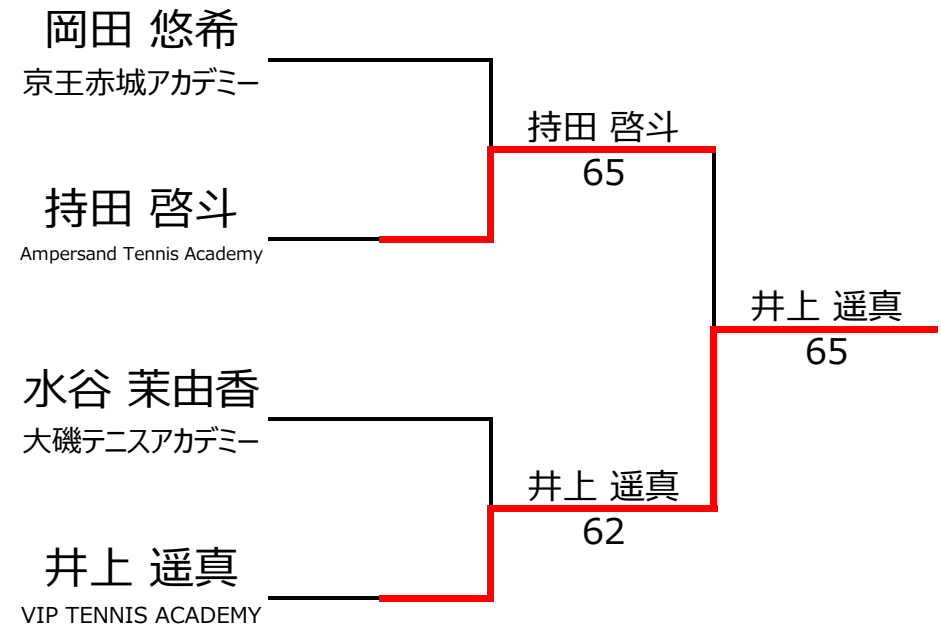 岡田 悠希
京王赤城アカデミー
持田 啓斗
65
持田 啓斗
Ampersand Tennis Academy
井上 遥真
65
水谷 茉由香
大磯テニスアカデミー
井上 遥真
62
井上 遥真
VIP TENNIS ACADEMY